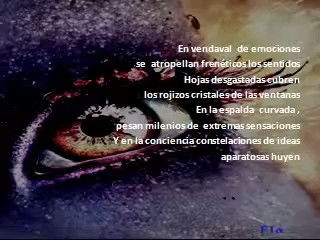 En vendaval de emociones
se atropellan frenéticos los sentidos
Hojas desgastadas cubren
los rojizos cristales de las ventanas
En la espalda curvada ,
pesan milenios de extremas sensaciones
Y en la conciencia constelaciones de ideas
aparatosas huyen
Fla